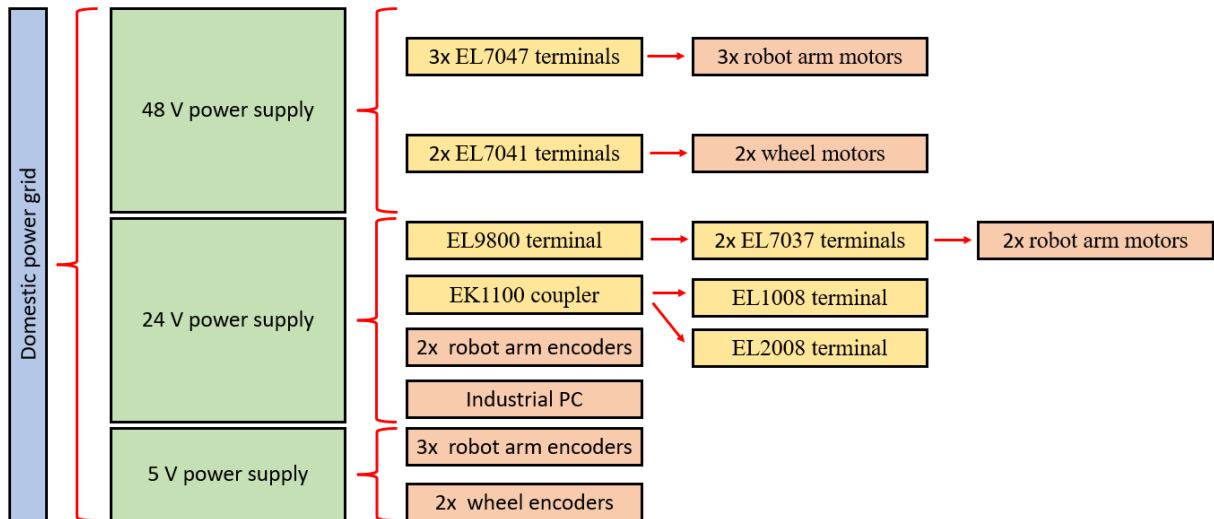 Domestic power grid
48 V power supply
3x EL7047 terminals
3x robot arm motors
2x EL7041 terminals
2x wheel motors
24 V power supply
EL9800 terminal
2x EL7037 terminals
2x robot arm motors
EK1100 coupler
EL1008 terminal
EL2008 terminal
2x robot arm encoders
Industrial PC
5 V power supply
3x robot arm encoders
2x wheel encoders